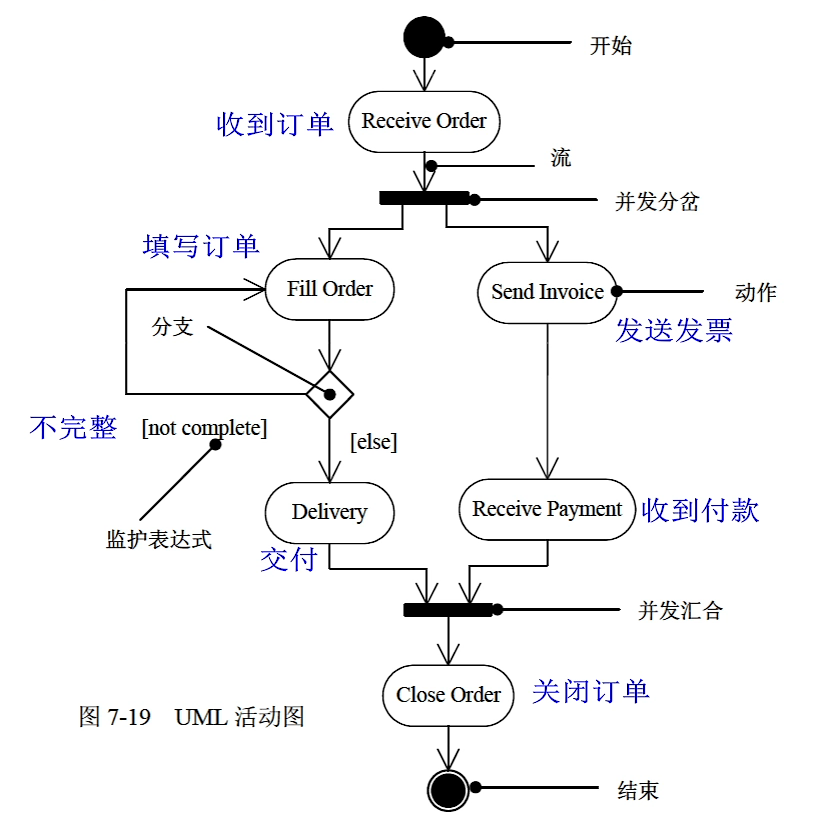 开始
收到订单
Receive Order
流
并发分岔
填写订单
Fill Order
Send Invoice
动作
分支
发送发票
不完整
[not complete]
[else]
Delivery
Receive Payment
收到付款
监护表达式
交付
并发汇合
Close Order
关闭订单
图 7-19 UML 活动图
结束